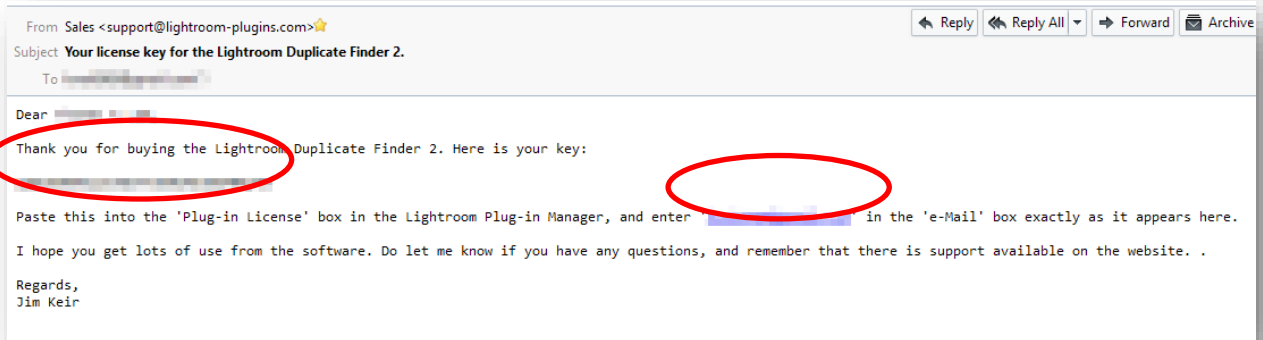 From Sales <support@lightroom-plugins.com>
Reply Reply All Forward Archive
Subject Your license key for the Lightroom Duplicate Finder 2.
To
Dear
Thank you for buying the Lightroom Duplicate Finder 2. Here is your key:
Paste this into the 'Plug-in License' box in the Lightroom Plug-in Manager, and enter ' ' in the 'e-Mail' box exactly as it appears here.
I hope you get lots of use from the software. Do let me know if you have any questions, and remember that there is support available on the website. .
Regards,
Jim Keir